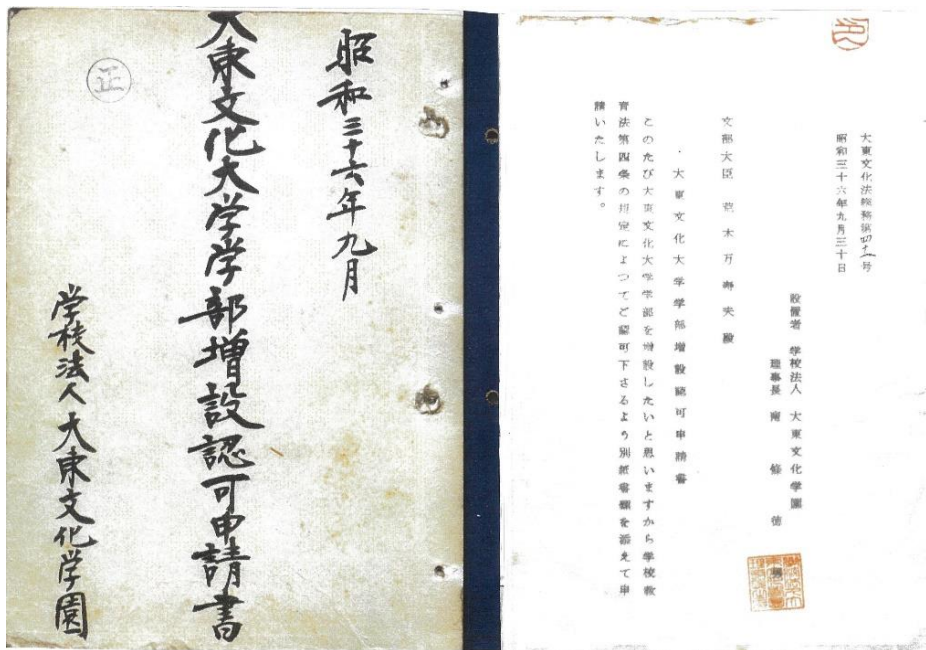 昭和三十六年九月
大東文化大学学部増設認可申請書
学校法人大東文化学園
正
大東文化法総務第四十一号
昭和三十六年九月三十日
設置者 学校法人 大東文化学園
理事長 南 條 徳 男
文部大臣 荒木万寿夫殿
大東文化大学学部増設認可申請書
このたび大東文化大学学部を増設したいと思いますから学校教
育法第四条の規定によつてご認可下さるよう別紙書類を添えて申
請いたします。